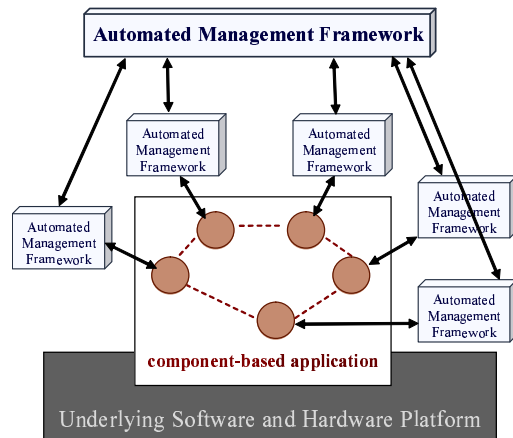 Automated Management Framework
Automated
Management
Framework
Automated
Management
Framework
Automated
Management
Framework
Automated
Management
Framework
Automated
Management
Framework
component-based application
Underlying Software and Hardware Platform